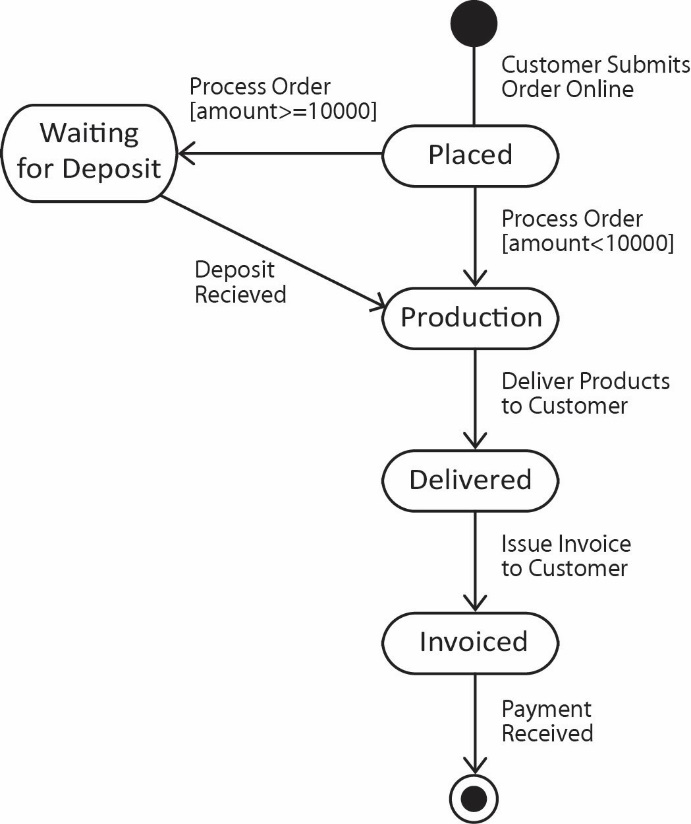 Customer Submits
Order Online
Process Order
[amount>=10000]
Waiting
for Deposit
Placed
Process Order
[amount<10000]
Deposit
Recieved
Production
Deliver Products
to Customer
Delivered
Issue Invoice
to Customer
Invoiced
Payment
Received